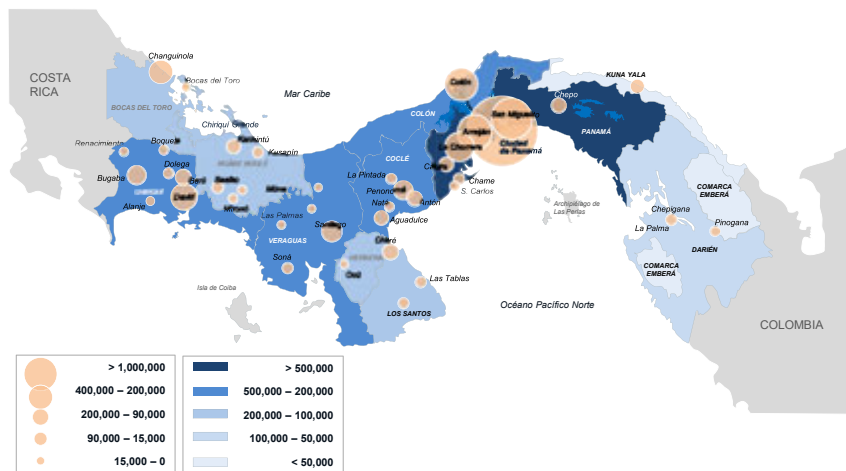 Changuinola
COSTA
RICA
Bocas del Toro
Mar Caribe
KUNA YALA
Colón
Chepo
BOCAS DEL TORO
COLÓN
San Miguelito
Chiriquí Grande
PANAMÁ
Arraiján
Renacimiento
Boquete
Kankintú
La Chorrera
Ciudad
de Panamá
Kusapín
COCLÉ
Dolega
Capira
Bugaba
La Pintada
Chame
S. Carlos
COMARCA
EMBERÁ
David
Penonomé
Antón
Alanje
Natá
Archipiélago de
Las Perlas
Chepigana
Las Palmas
Aguadulce
Pinogana
Santiago
La Palma
VERAGUAS
Chitré
DARIÉN
Soná
COMARCA
EMBERÁ
Ocú
Las Tablas
Isla de Coiba
Océano Pacífico Norte
LOS SANTOS
COLOMBIA
> 1,000,000
400,000 – 200,000
200,000 – 90,000
90,000 – 15,000
15,000 – 0
> 500,000
500,000 – 200,000
200,000 – 100,000
100,000 – 50,000
< 50,000